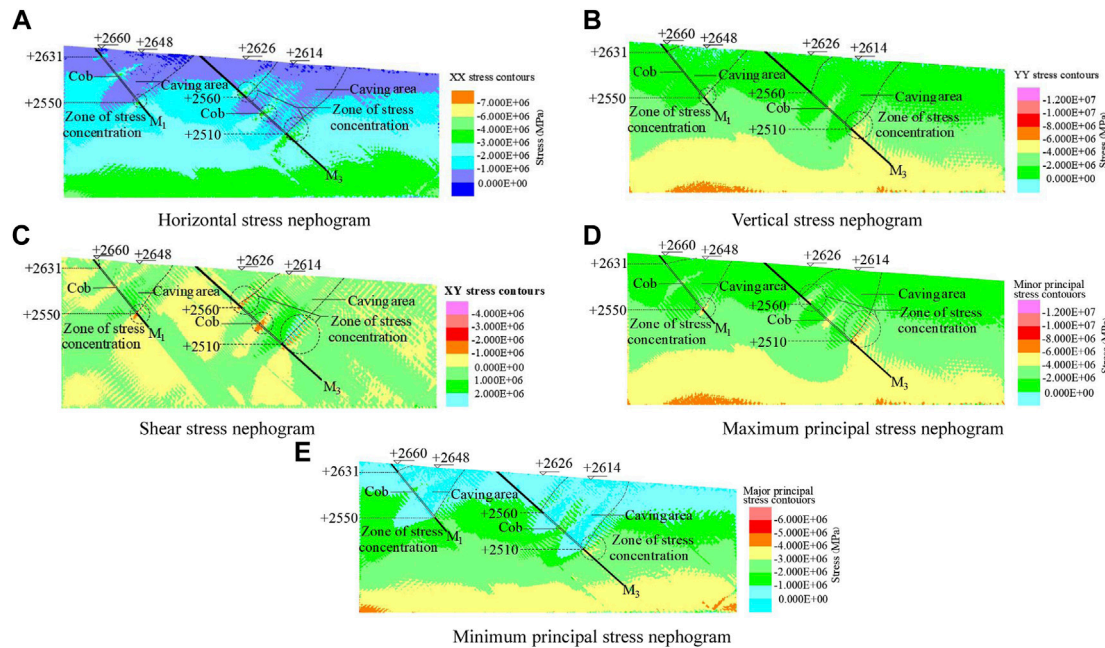 A
+2660
+2648
+2631
+2626
+2614
Cob
Caving area
Caving area
+2550
+2560
Zone of stress
concentration
M1
Cob
Zone of stress
concentration
+2510
M3
XX stress contours
-7.000E+06
-6.000E+06
-4.000E+06
-3.000E+06
-2.000E+06
-1.000E+06
0.000E+00
Stress (MPa)
Horizontal stress nephogram
B
+2660
+2648
+2631
+2626
+2614
Cob
Caving area
Caving area
+2550
+2560
Zone of stress
concentration
M1
Cob
Zone of stress
concentration
+2510
M3
YY stress contours
-1.200E+07
-1.000E+07
-8.000E+06
-6.000E+06
-4.000E+06
-2.000E+06
0.000E+00
Stress (MPa)
Vertical stress nephogram
C
+2660
+2648
+2631
+2626
+2614
Cob
Caving area
Caving area
+2550
+2560
Zone of stress
concentration
M1
Cob
Zone of stress
concentration
+2510
M3
XY stress contours
-4.000E+06
-3.000E+06
-2.000E+06
-1.000E+06
0.000E+00
1.000E+06
2.000E+06
Shear stress nephogram
D
+2660
+2648
+2631
+2626
+2614
Cob
Caving area
Caving area
+2550
+2560
Zone of stress
concentration
M1
Cob
Zone of stress
concentration
+2510
M3
Minor principal
stress contouors
-1.200E+07
-1.000E+07
-8.000E+06
-6.000E+06
-4.000E+06
-2.000E+06
0.000E+00
Maximum principal stress nephogram
E
+2660
+2648
+2631
+2626
+2614
Cob
Caving area
Caving area
+2550
+2560
Zone of stress
concentration
M1
Cob
Zone of stress
concentration
+2510
M3
Major principal
stress contouors
-6.000E+06
-5.000E+06
-4.000E+06
-3.000E+06
-2.000E+06
-1.000E+06
0.000E+00
Stress (MPa)
Minimum principal stress nephogram